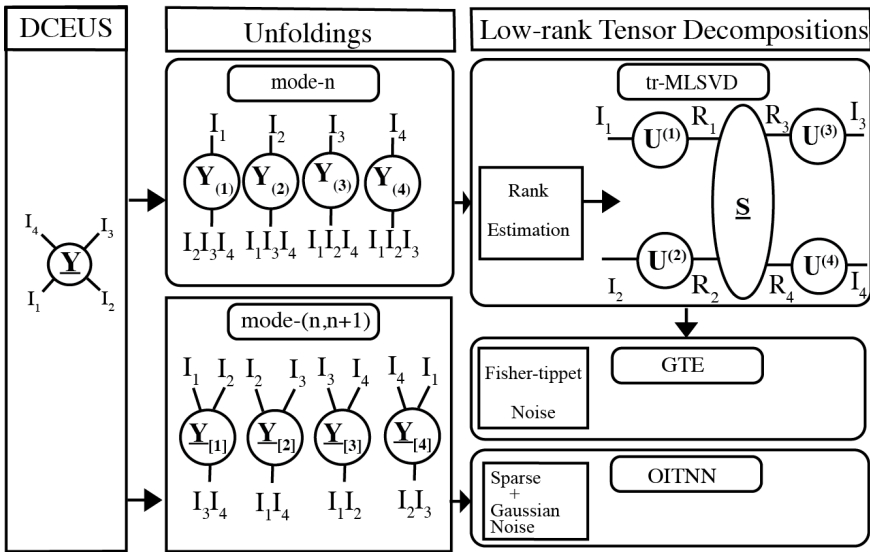 DCEUS
Unfoldings
Low-rank Tensor Decompositions
mode-n
I₁ I₂ I₃ I₄
Y₍₁₎ Y₍₂₎ Y₍₃₎ Y₍₄₎
I₂I₃I₄ I₁I₃I₄ I₁I₂I₄ I₁I₂I₃
I₄ I₃
Y
I₁ I₂
mode-(n,n+1)
I₁ I₂ I₂ I₃ I₃ I₄ I₄ I₁
Y[1] Y[2] Y[3] Y[4]
I₃I₄ I₁I₄ I₁I₂ I₂I₃
tr-MLSVD
Rank
Estimation
I₁ R₁ R₃ I₃
U⁽¹⁾ U⁽³⁾
S
U⁽²⁾ U⁽⁴⁾
I₂ R₂ R₄ I₄
GTE
Fisher-tippet
Noise
OITNN
Sparse
+
Gaussian
Noise